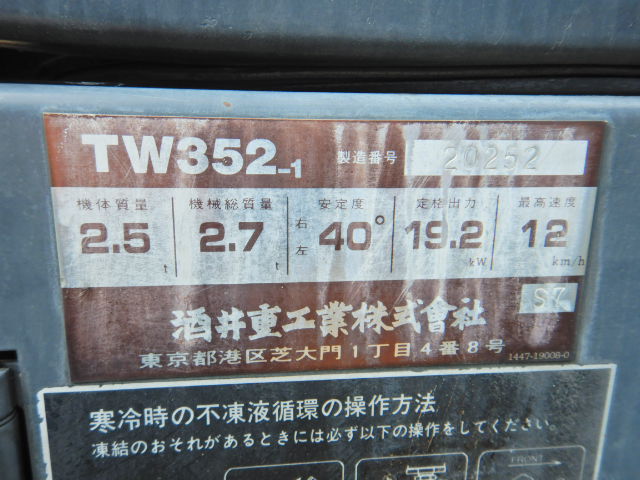 TW352-1 製造番号 20252
機体質量 機械総質量 安定度 定格出力 最高速度
2.5 t 2.7 t 右左 40° 19.2 kW 12 km/h
S7
酒井重工業株式會社
東京都港区芝大門1丁目4番8号 1447-19008-0
寒冷時の不凍液循環の操作方法
凍結のおそれがあるときには必ず以下の操作をしてください。
FRONT